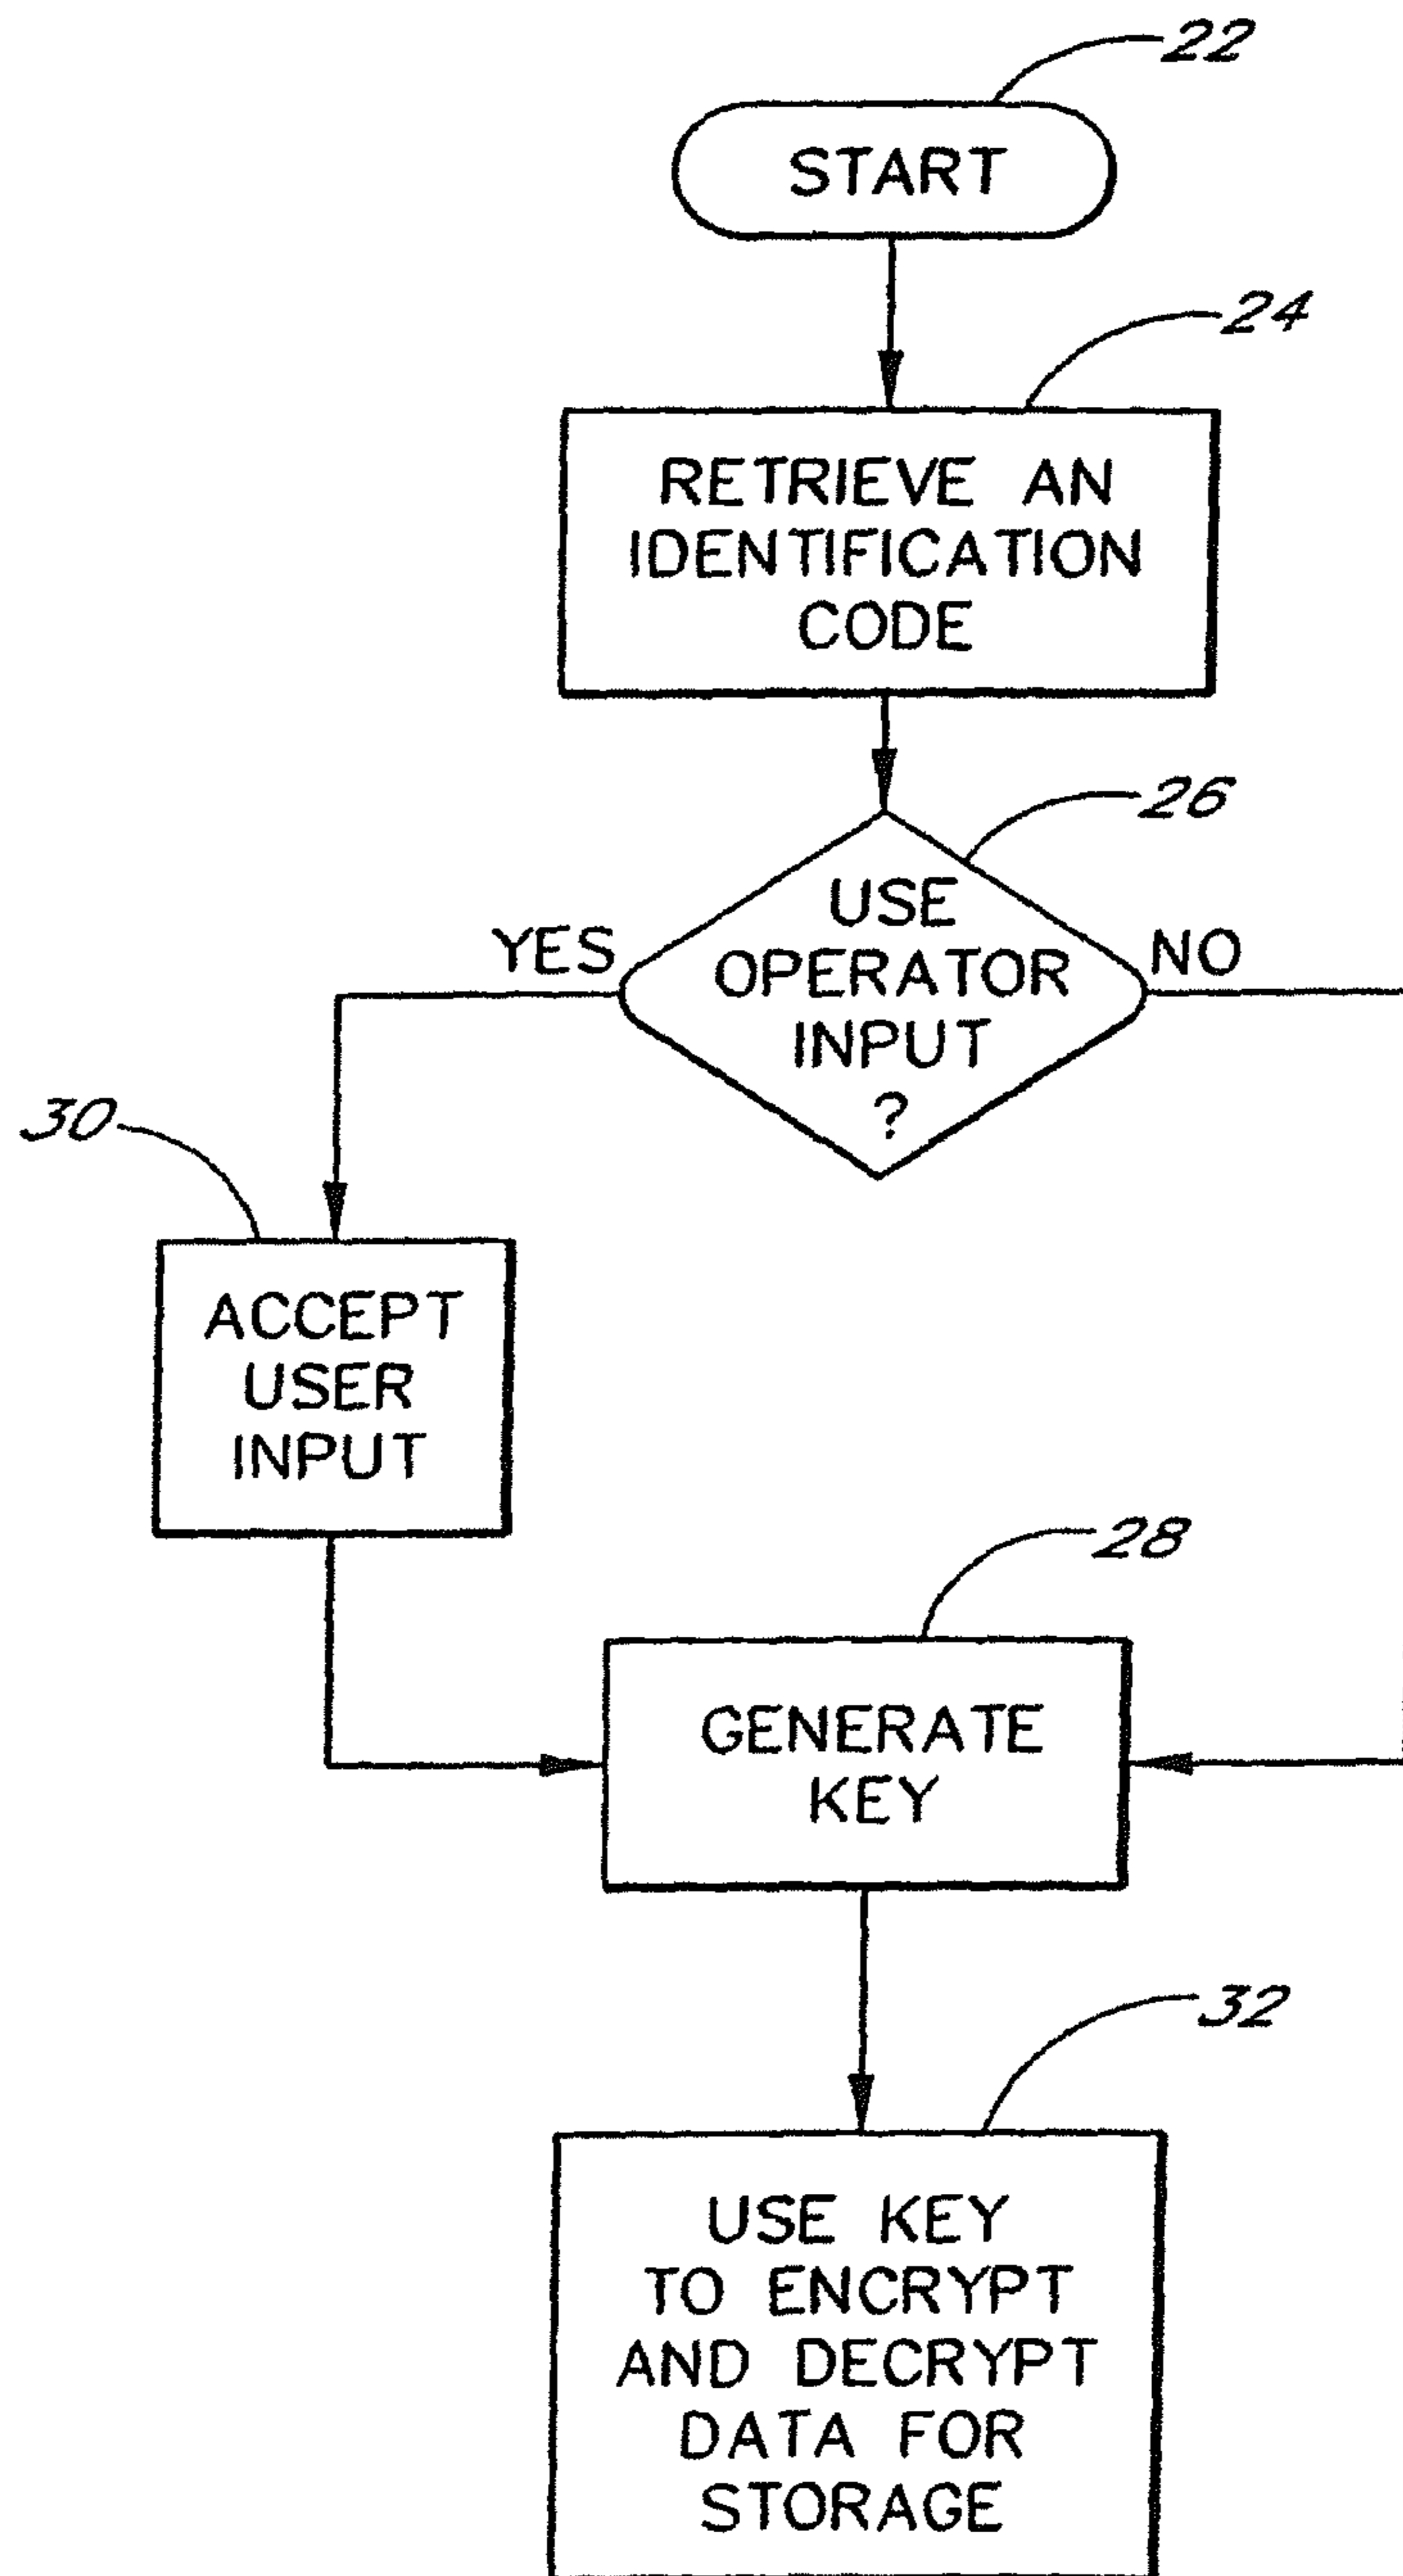 22
START
24
RETRIEVE AN
IDENTIFICATION
CODE
26
USE
OPERATOR
INPUT
?
YES
NO
30
ACCEPT
USER
INPUT
28
GENERATE
KEY
32
USE KEY
TO ENCRYPT
AND DECRYPT
DATA FOR
STORAGE